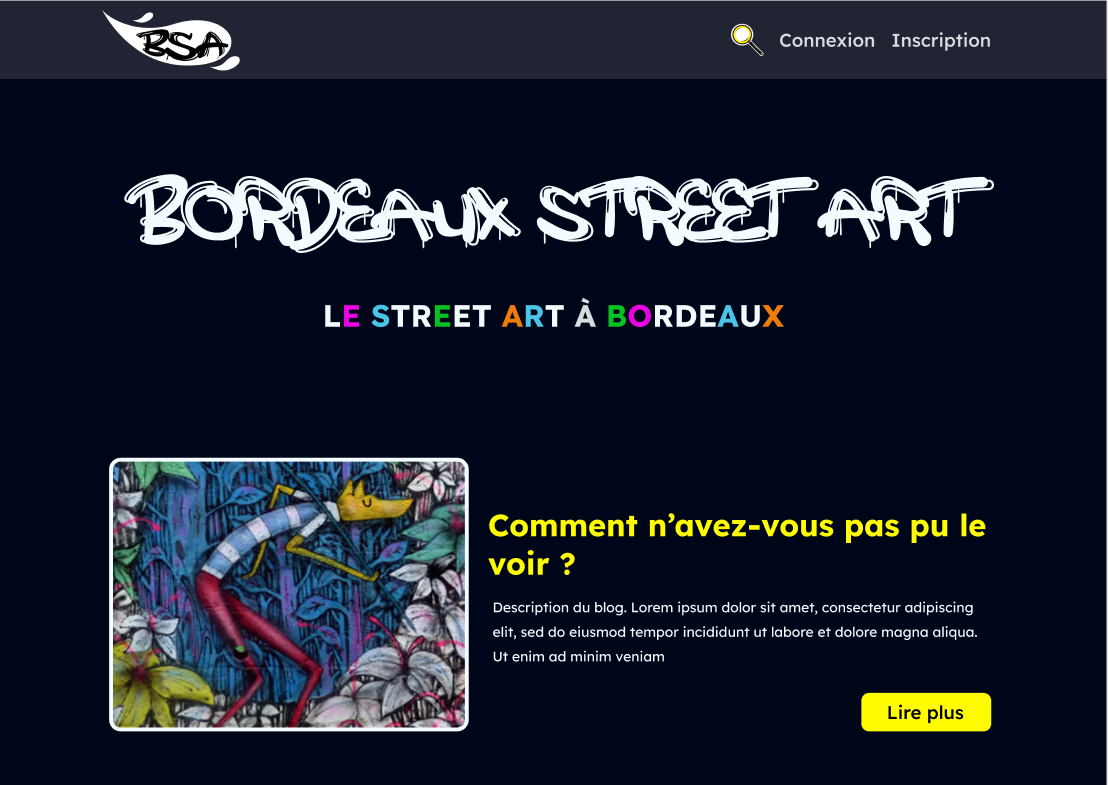 BSA
Connexion Inscription
BORDEAUX STREET ART
LE STREET ART À BORDEAUX
Comment n’avez-vous pas pu le
voir ?
Description du blog. Lorem ipsum dolor sit amet, consectetur adipiscing
elit, sed do eiusmod tempor incididunt ut labore et dolore magna aliqua.
Ut enim ad minim veniam
Lire plus